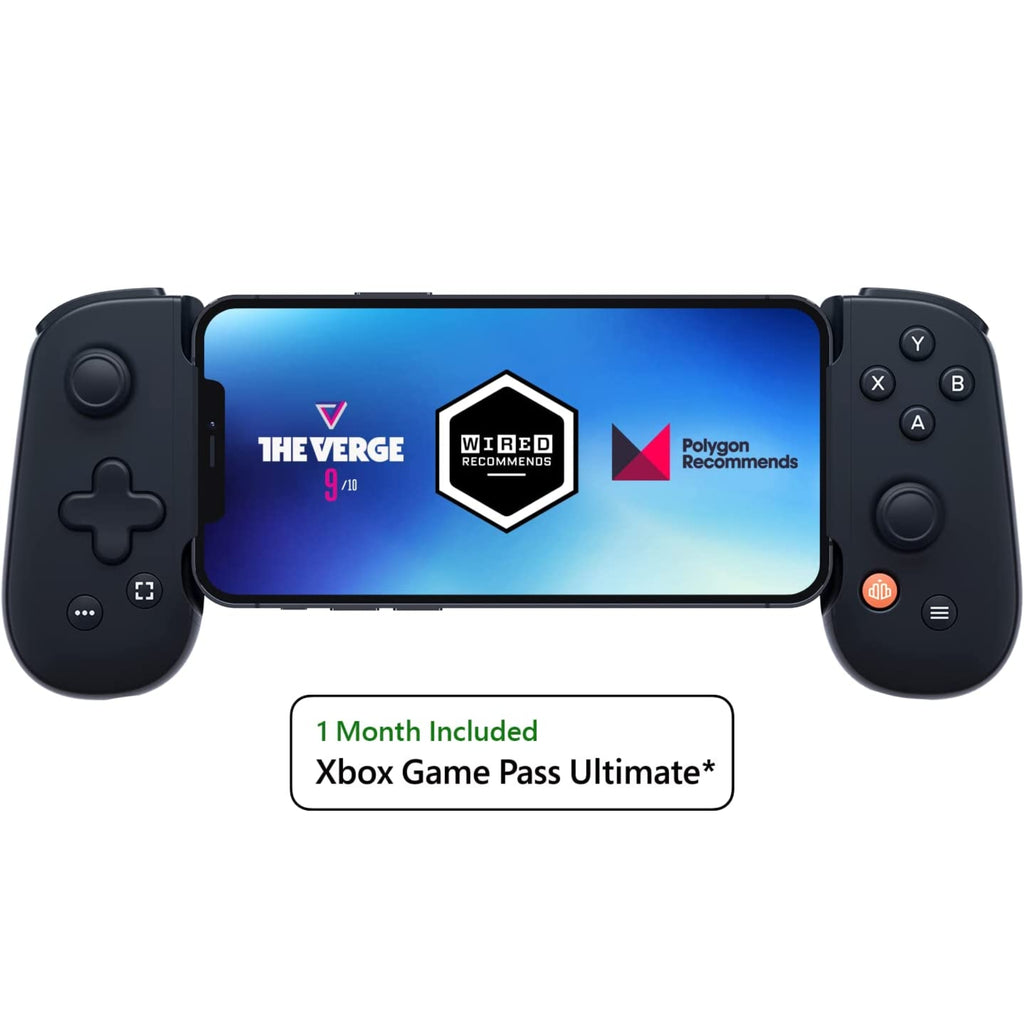 THE VERGE
9/10
WIRED
RECOMMENDS
Polygon
Recommends
Y
X
B
A
1 Month Included
Xbox Game Pass Ultimate*